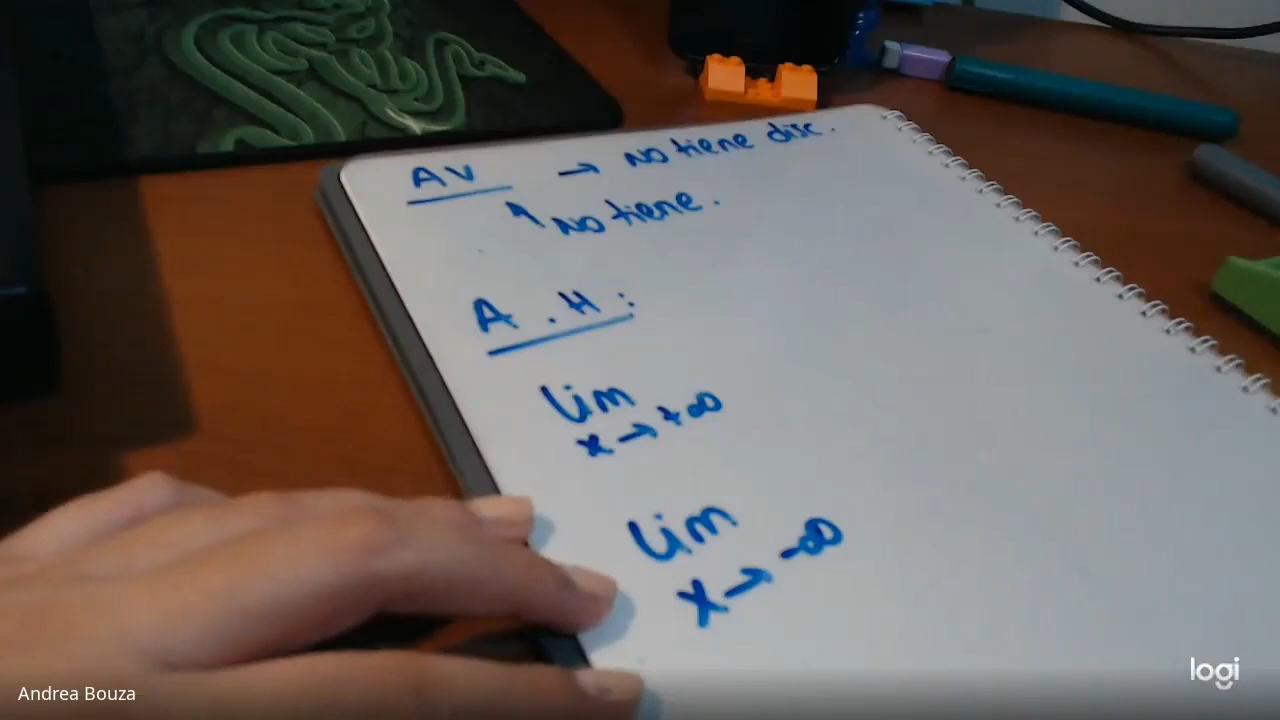 AV → No tiene disc.
↑ No tiene.
A.H:
lim
x→+∞
lim
x→-∞
logi
Andrea Bouza